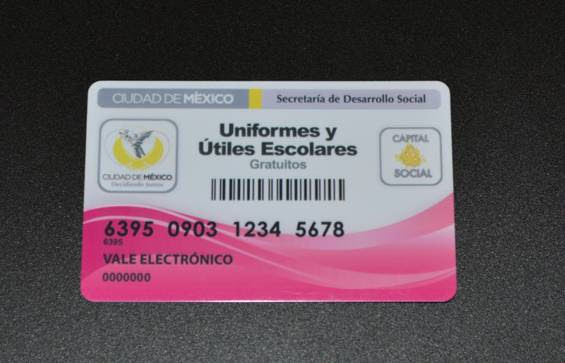 CIUDAD DE MÉXICO
Secretaría de Desarrollo Social
Uniformes y
Útiles Escolares
Gratuitos
CIUDAD DE MÉXICO
Decidiendo Juntos
CAPITAL
SOCIAL
6395 0903 1234 5678
6395
VALE ELECTRÓNICO
0000000